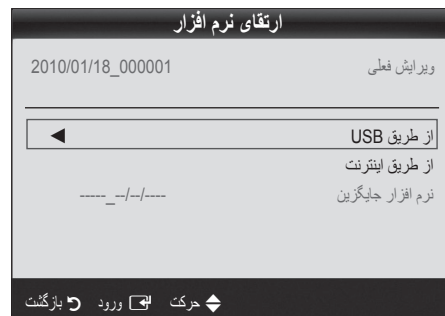 ارتقای نرم افزار
ویرایش فعلی 2010/01/18_000001
از طریق USB
از طریق اینترنت
نرم افزار جایگزین ----/--/--_-----
حرکت ورود بازگشت